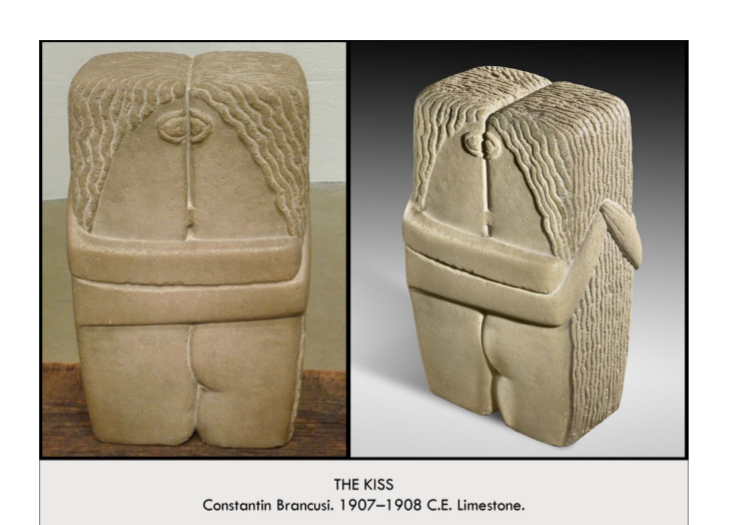 THE KISS
Constantin Brancusi. 1907–1908 C.E. Limestone.